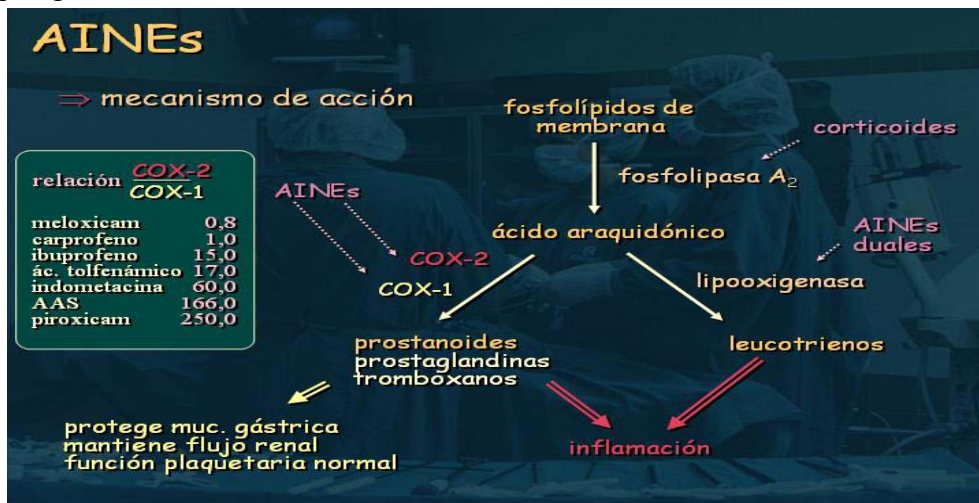 AINEs
⇒ mecanismo de acción
relación COX-2
COX-1
meloxicam 0,8
carprofeno 1,0
ibuprofeno 15,0
ác. tolfenámico 17,0
indometacina 60,0
AAS 166,0
piroxicam 250,0
AINEs
COX-2
COX-1
fosfolípidos de
membrana
corticoides
fosfolipasa A₂
ácido araquidónico
AINEs
duales
lipooxigenasa
prostanoides
prostaglandinas
tromboxanos
leucotrienos
protege muc. gástrica
mantiene flujo renal
función plaquetaria normal
inflamación